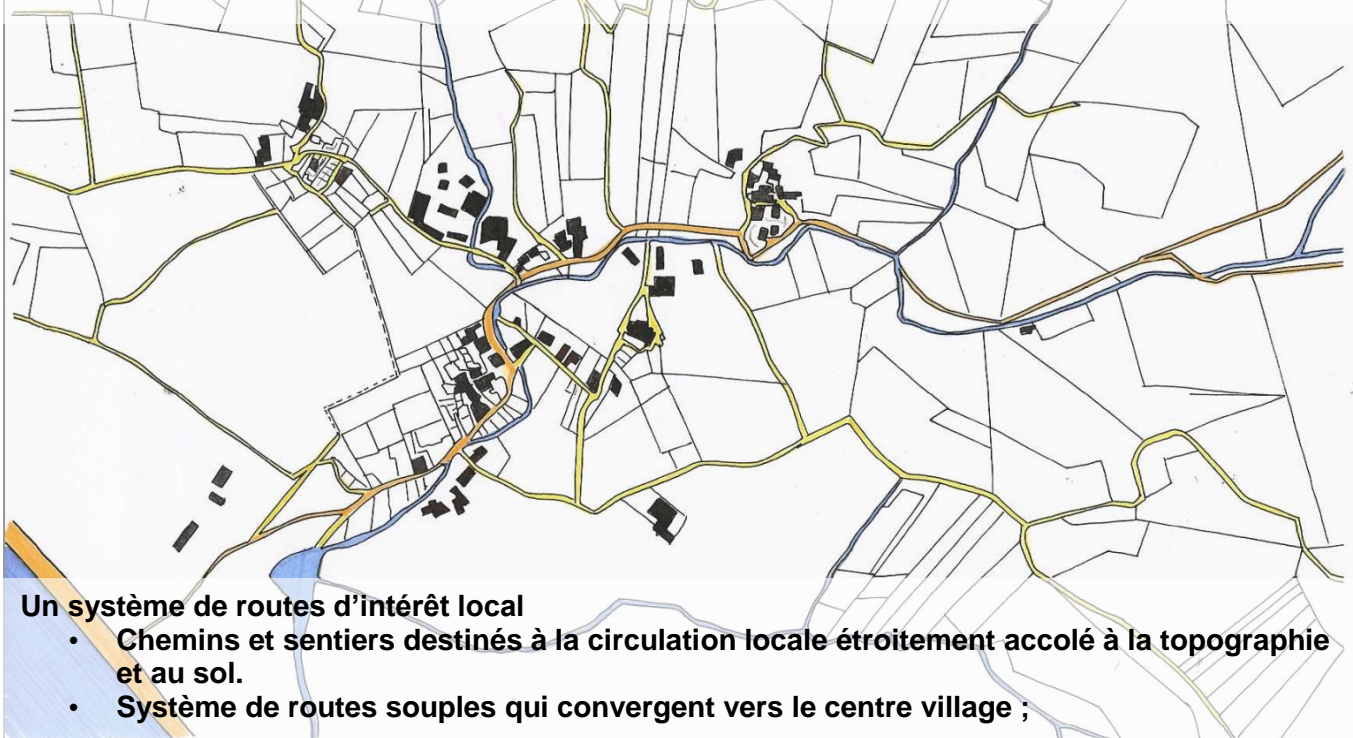 Un système de routes d’intérêt local
• Chemins et sentiers destinés à la circulation locale étroitement accolé à la topographie
et au sol.
• Système de routes souples qui convergent vers le centre village ;